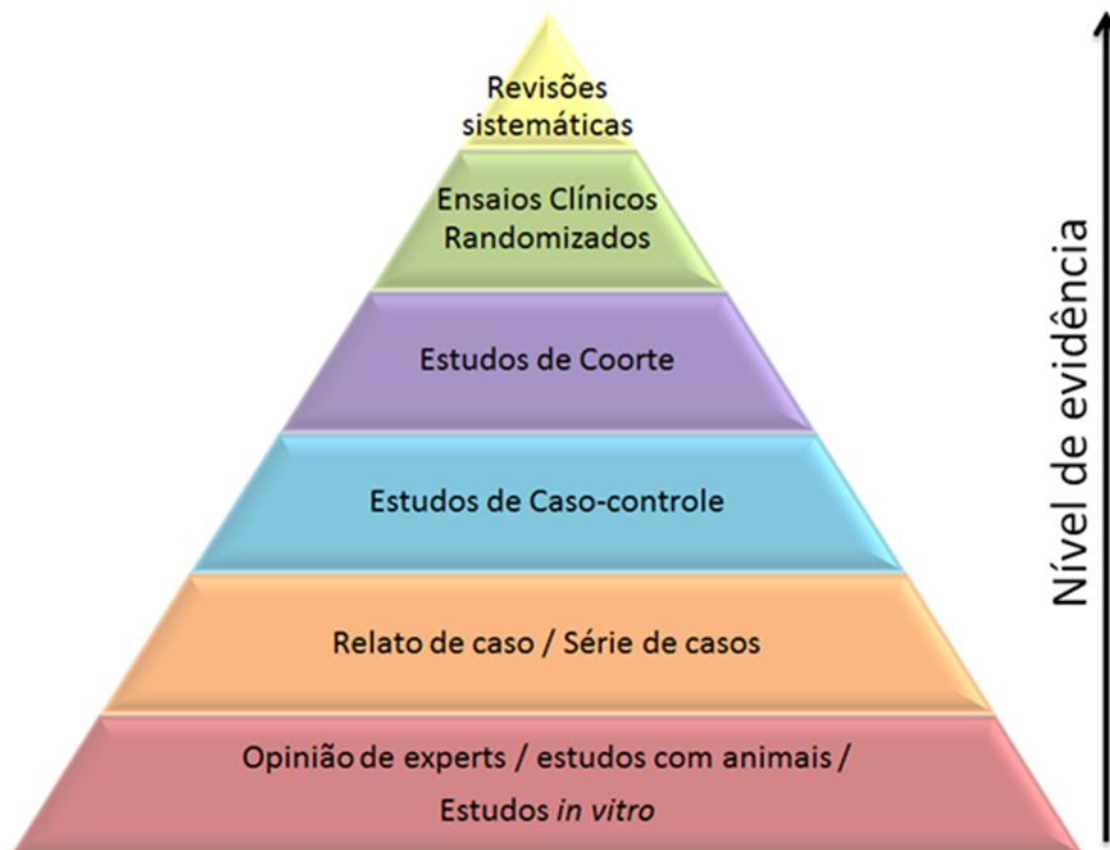 Revisões
sistemáticas
Ensaios Clínicos
Randomizados
Estudos de Coorte
Estudos de Caso-controle
Relato de caso / Série de casos
Opinião de experts / estudos com animais /
Estudos in vitro
Nível de evidência